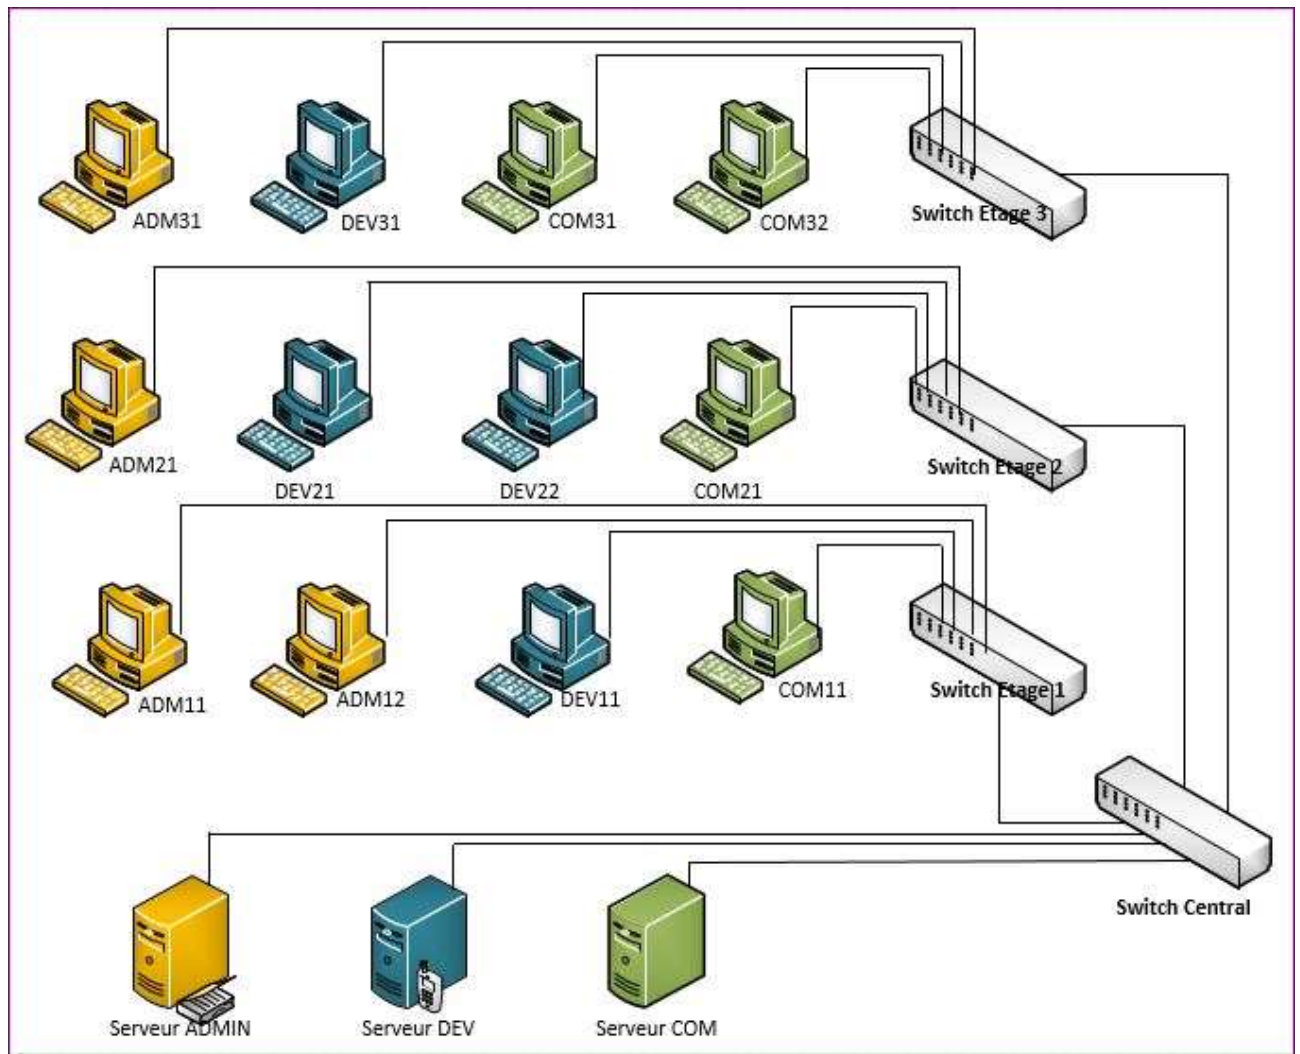 ADM31
DEV31
COM31
COM32
Switch Etage 3
ADM21
DEV21
DEV22
COM21
Switch Etage 2
ADM11
ADM12
DEV11
COM11
Switch Etage 1
Switch Central
Serveur ADMIN
Serveur DEV
Serveur COM